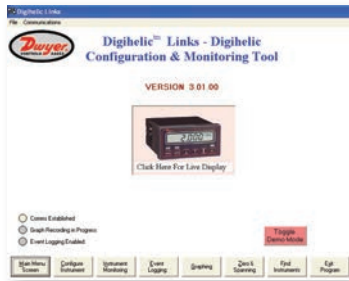 Digihelic Links
File Communications
Dwyer
Digihelic™ Links - Digihelic
Configuration & Monitoring Tool
VERSION 3.01.00
2.000
Click Here For Live Display
Comms Established
Graph Recording in Progress
Event Logging Enabled
Toggle
Demo Mode
Main Menu Screen
Configure Instrument
Instrument Monitoring
Event Logging
Graphing
Zero & Spanning
Find Instruments
Exit Program